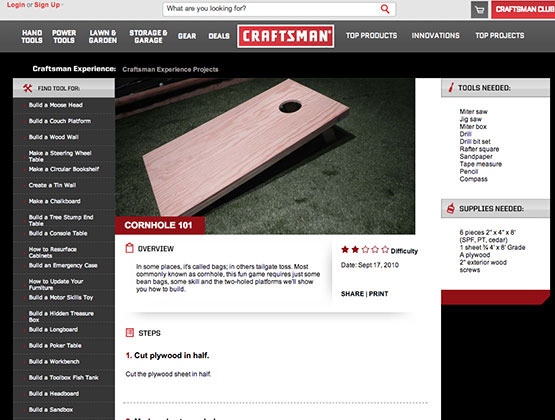 Login or Sign Up
What are you looking for?
CRAFTSMAN CLUB
HAND TOOLS
POWER TOOLS
LAWN & GARDEN
STORAGE & GARAGE
GEAR
DEALS
CRAFTSMAN
TOP PRODUCTS
INNOVATIONS
TOP PROJECTS
Craftsman Experience: Craftsman Experience Projects
FIND TOOL FOR:
Build a Moose Head
Build a Couch Platform
Build a Wood Wall
Make a Steering Wheel
Table
Make a Circular Bookshelf
Create a Tin Wall
Make a Chalkboard
Build a Tree Stump End
Table
Build a Console Table
How to Resurface
Cabinets
Build an Emergency Case
How to Update Your
Furniture
Build a Motor Skills Toy
Build a Hidden Treasure
Box
Build a Longboard
Build a Poker Table
Build a Workbench
Build a Toolbox Fish Tank
Build a Headboard
Build a Sandbox
CORNHOLE 101
OVERVIEW
In some places, it's called bags; in others tailgate toss. Most
commonly known as cornhole, this fun game requires just some
bean bags, some skill and the two-holed platforms we'll show
you how to build.
Difficulty
Date: Sept 17, 2010
SHARE | PRINT
STEPS
1. Cut plywood in half.
Cut the plywood sheet in half.
TOOLS NEEDED:
Miter saw
Jig saw
Miter box
Drill
Drill bit set
Rafter square
Sandpaper
Tape measure
Pencil
Compass
SUPPLIES NEEDED:
6 pieces 2" x 4" x 8'
(SPF, PT, cedar)
1 sheet ¾ 4' x 8' Grade
A plywood
2" exterior wood
screws